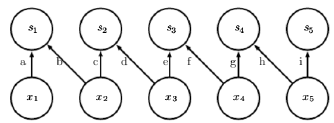 s1 s2 s3 s4 s5
a b c d e f g h i
x1 x2 x3 x4 x5